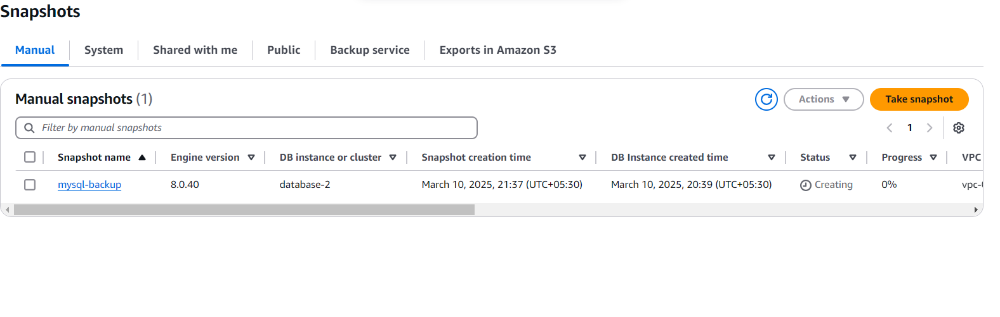 Snapshots
Manual System Shared with me Public Backup service Exports in Amazon S3
Manual snapshots (1) Actions Take snapshot
Filter by manual snapshots 1
Snapshot name Engine version DB instance or cluster Snapshot creation time DB Instance created time Status Progress VPC
mysql-backup 8.0.40 database-2 March 10, 2025, 21:37 (UTC+05:30) March 10, 2025, 20:39 (UTC+05:30) Creating 0% vpc-